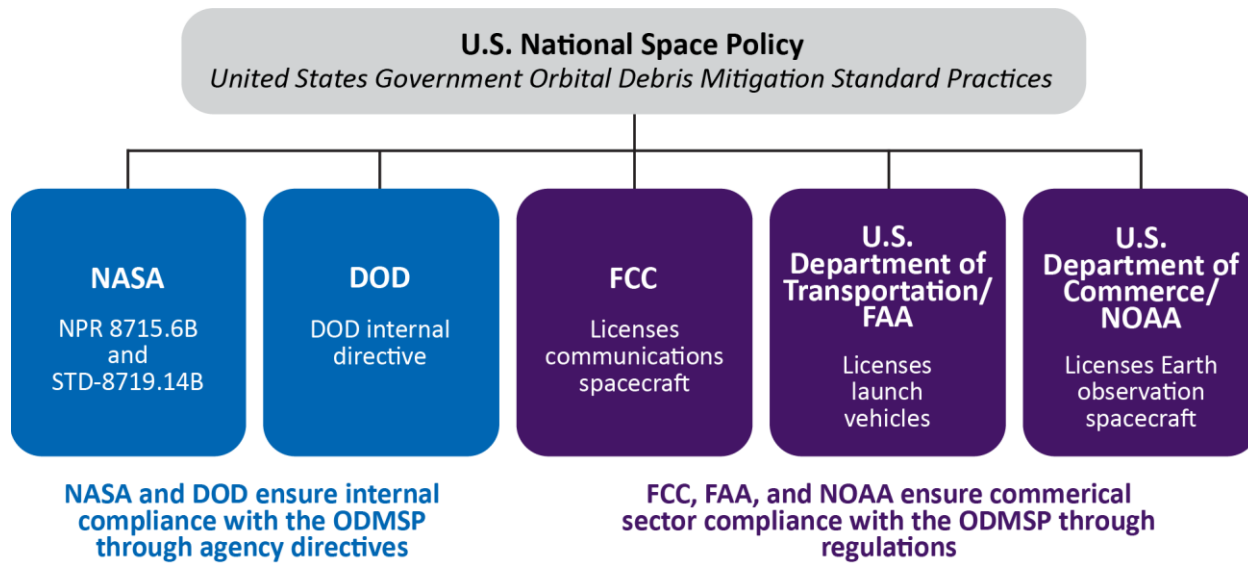 U.S. National Space Policy
United States Government Orbital Debris Mitigation Standard Practices
NASA
NPR 8715.6B
and
STD-8719.14B
DOD
DOD internal
directive
FCC
Licenses
communications
spacecraft
U.S.
Department of
Transportation/
FAA
Licenses
launch
vehicles
U.S.
Department of
Commerce/
NOAA
Licenses Earth
observation
spacecraft
NASA and DOD ensure internal
compliance with the ODMSP
through agency directives
FCC, FAA, and NOAA ensure commerical
sector compliance with the ODMSP through
regulations